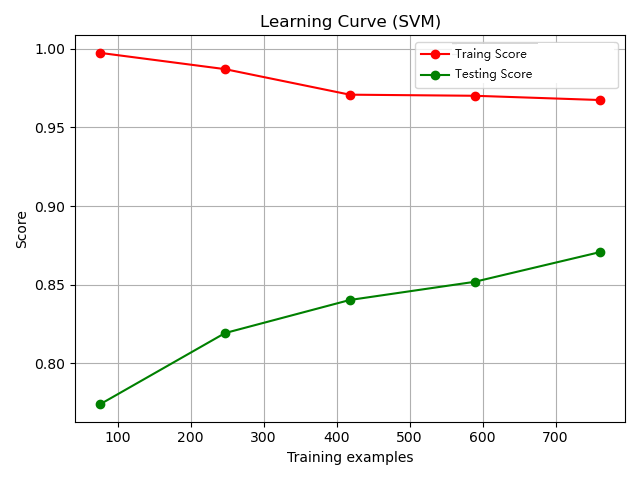 Learning Curve (SVM)
Traing Score
Testing Score
1.00
0.95
0.90
0.85
0.80
Score
100 200 300 400 500 600 700
Training examples